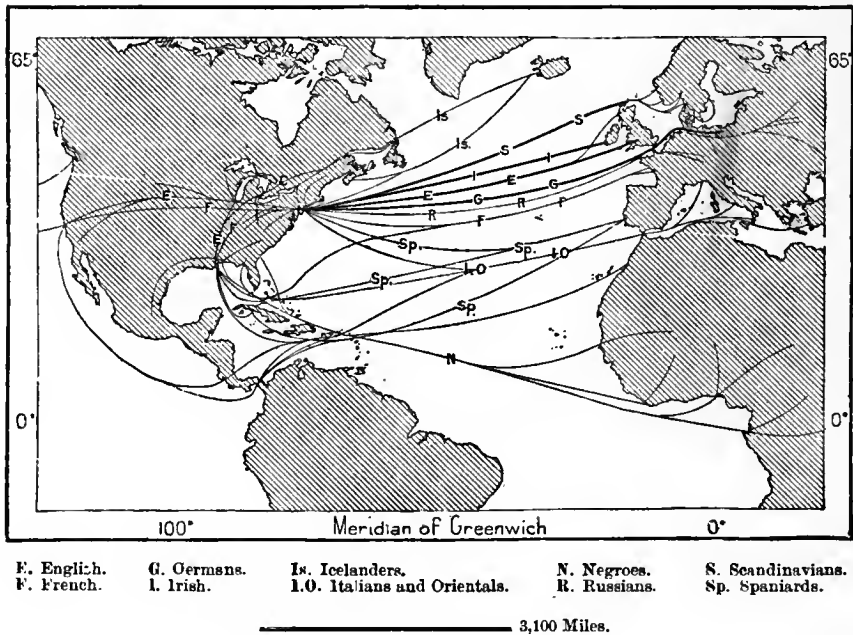 65° 65°
Is
Is.
S
S
I
I
C
E E E
F G G
R R F
F
E
Sp. Sp.
I.O
I.O
Sp.
Sp.
N
0° 0°
100° Meridian of Greenwich 0°
E. English. G. Germans. Is. Icelanders. N. Negroes. S. Scandinavians.
F. French. I. Irish. I.O. Italians and Orientals. R. Russians. Sp. Spaniards.
3,100 Miles.